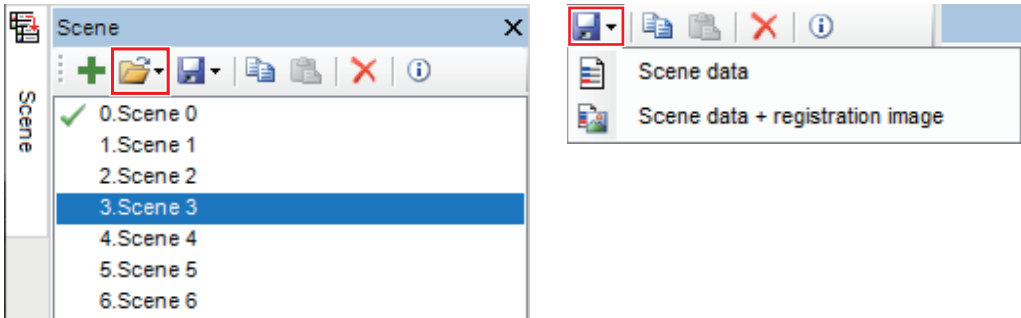 Scene
Scene
0.Scene 0
1.Scene 1
2.Scene 2
3.Scene 3
4.Scene 4
5.Scene 5
6.Scene 6
Scene data
Scene data + registration image